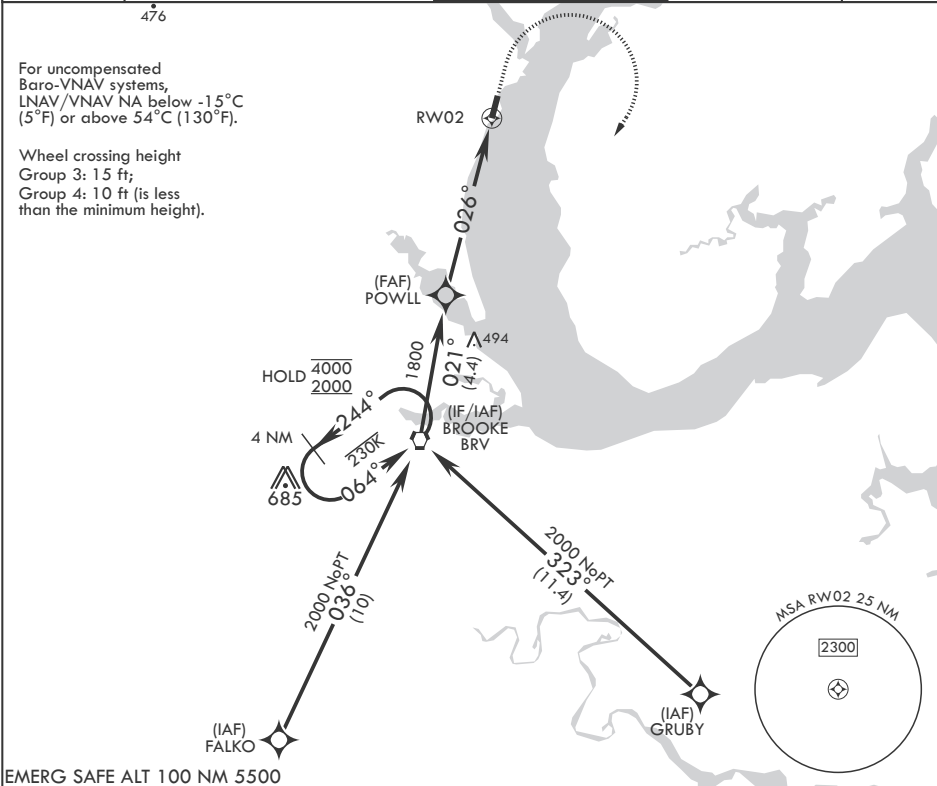 476
For uncompensated
Baro-VNAV systems,
LNAV/VNAV NA below -15°C
(5°F) or above 54°C (130°F).
Wheel crossing height
Group 3: 15 ft;
Group 4: 10 ft (is less
than the minimum height).
RW02
026°
(FAF)
POWLL
1800
021°
(4.4)
494
HOLD 4000
2000
244°
4 NM
230K
064°
685
(IF/IAF)
BROOKE
BRV
2000 NoPT
036°
(10)
2000 NoPT
323°
(11.4)
MSA RW02 25 NM
2300
(IAF)
FALKO
(IAF)
GRUBY
EMERG SAFE ALT 100 NM 5500